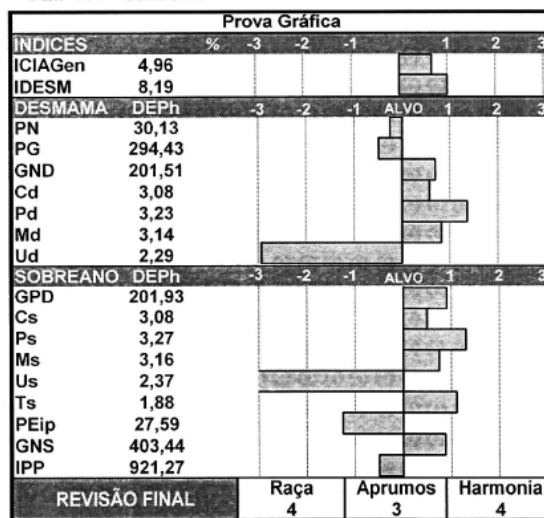 Prova Gráfica
ÍNDICES % -3 -2 -1 0 1 2 3
ICIAGen 4,96
IDESM 8,19
DESMAMA DEPh -3 -2 -1 ALVO 1 2 3
PN 30,13
PG 294,43
GND 201,51
Cd 3,08
Pd 3,23
Md 3,14
Ud 2,29
SOBREANO DEPh -3 -2 -1 ALVO 1 2 3
GPD 201,93
Cs 3,08
Ps 3,27
Ms 3,16
Us 2,37
Ts 1,88
PEip 27,59
GNS 403,44
IPP 921,27
REVISÃO FINAL Raça Aprumos Harmonia
4 3 4